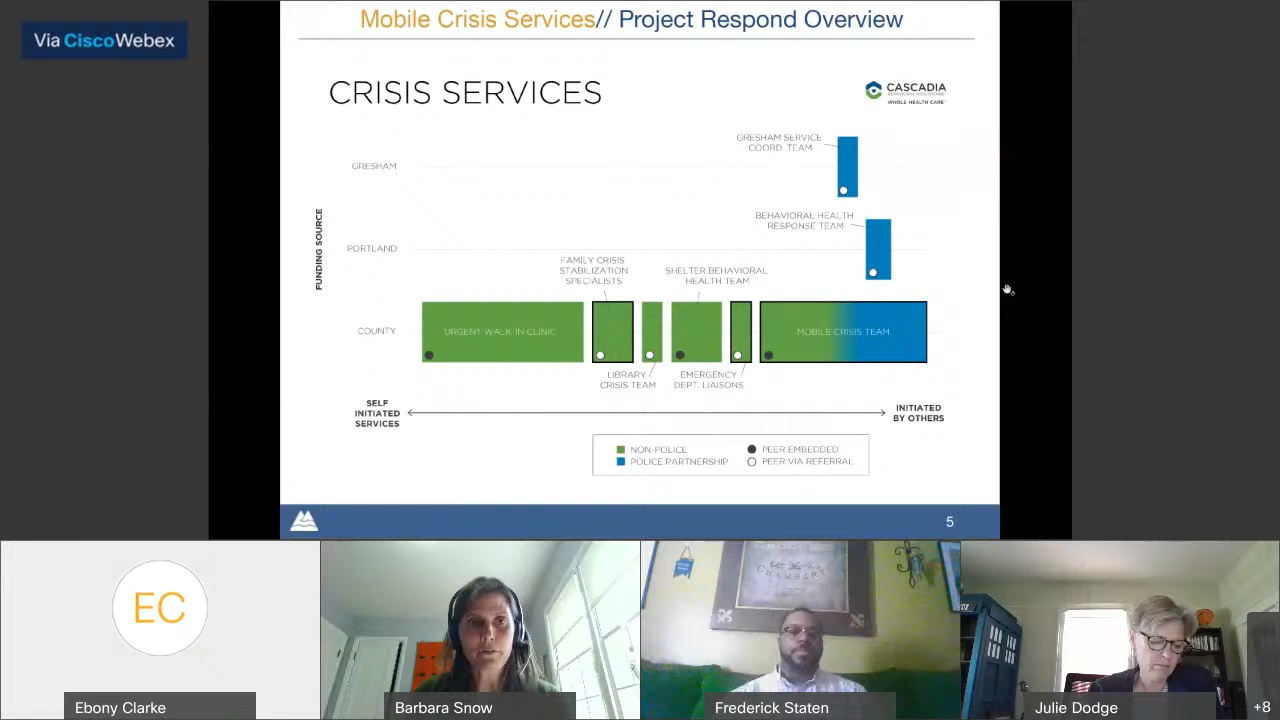 Via Cisco Webex
Mobile Crisis Services// Project Respond Overview
CRISIS SERVICES
CASCADIA
BEHAVIORAL HEALTHCARE
WHOLE HEALTH CARE
GRESHAM SERVICE
COORD. TEAM
GRESHAM
BEHAVIORAL HEALTH
RESPONSE TEAM
FUNDING SOURCE
PORTLAND
FAMILY CRISIS
STABILIZATION
SPECIALISTS
SHELTER BEHAVIORAL
HEALTH TEAM
COUNTY
URGENT WALK IN CLINIC
MOBILE CRISIS TEAM
LIBRARY
CRISIS TEAM
EMERGENCY
DEPT. LIAISONS
SELF
INITIATED
SERVICES
INITIATED
BY OTHERS
NON-POLICE
PEER EMBEDDED
POLICE PARTNERSHIP
PEER VIA REFERRAL
5
EC
Ebony Clarke
Barbara Snow
Frederick Staten
Julie Dodge
+8